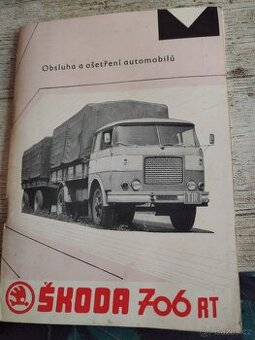 Obsluha a ošetření automobilů
ŠKODA 706 RT